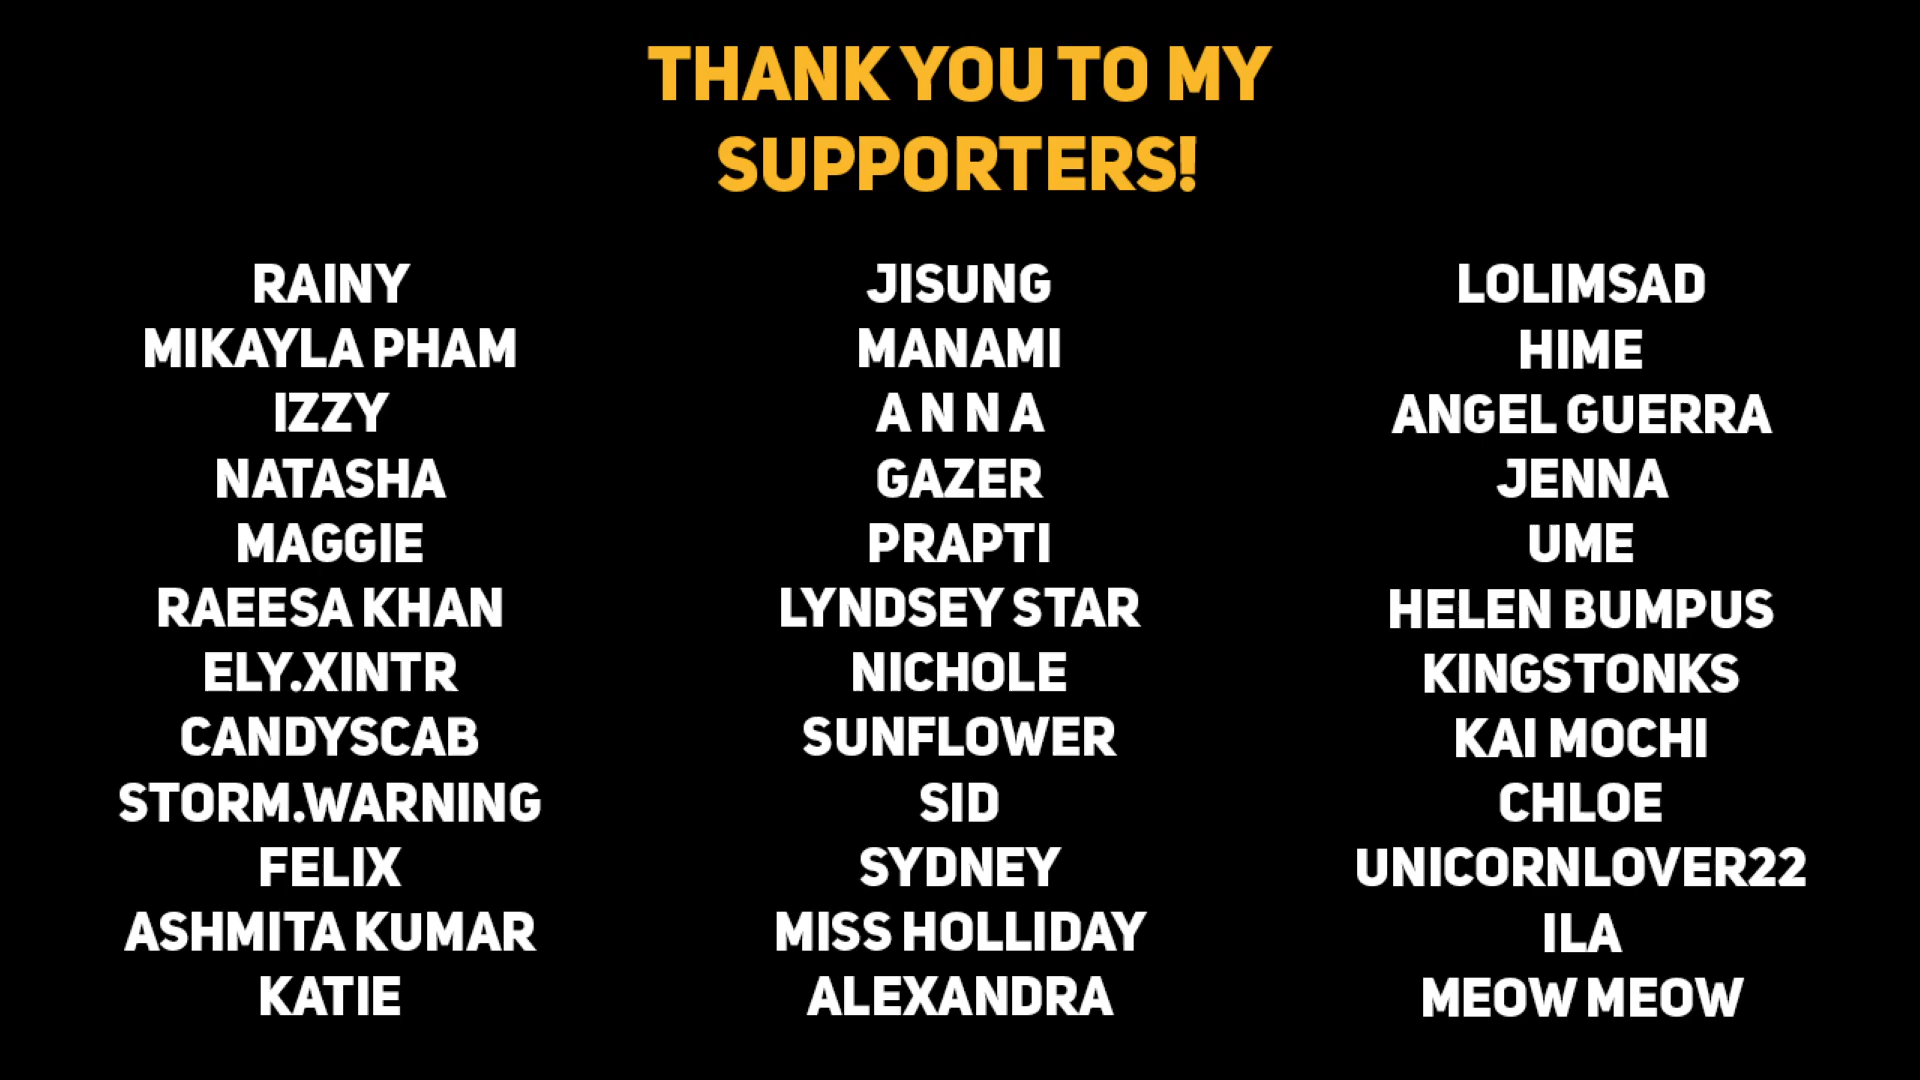 THANK YOU TO MY
SUPPORTERS!
RAINY
MIKAYLA PHAM
IZZY
NATASHA
MAGGIE
RAEESA KHAN
ELY.XINTR
CANDYSCAB
STORM.WARNING
FELIX
ASHMITA KUMAR
KATIE
JISUNG
MANAMI
A N N A
GAZER
PRAPTI
LYNDSEY STAR
NICHOLE
SUNFLOWER
SID
SYDNEY
MISS HOLLIDAY
ALEXANDRA
LOLIMSAD
HIME
ANGEL GUERRA
JENNA
UME
HELEN BUMPUS
KINGSTONKS
KAI MOCHI
CHLOE
UNICORNLOVER22
ILA
MEOW MEOW